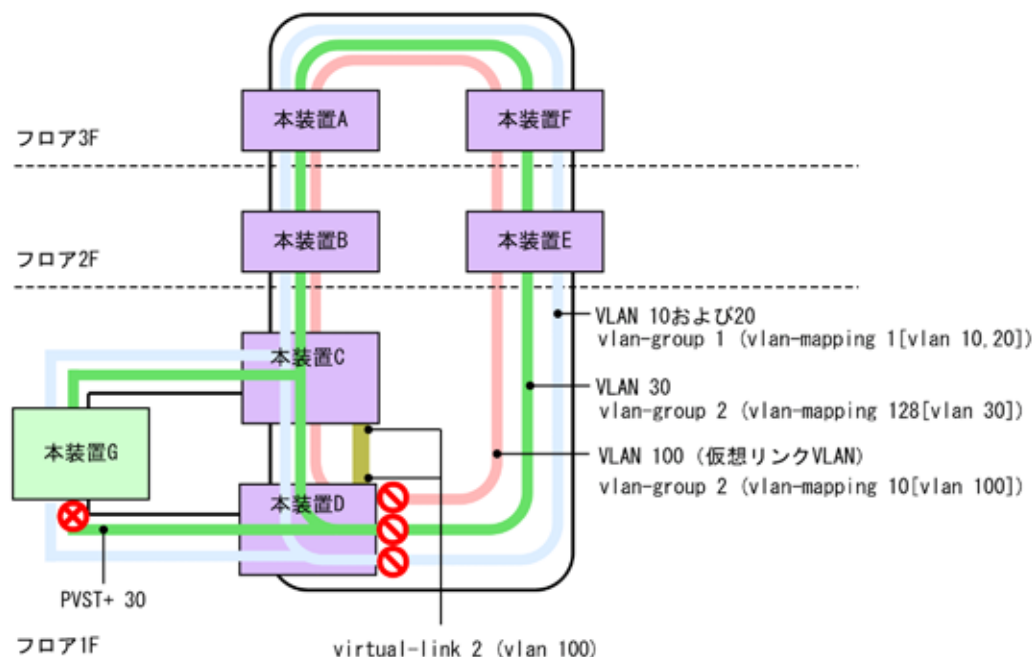 本装置A
本装置F
フロア3F
本装置B
本装置E
フロア2F
VLAN 10および20
vlan-group 1 (vlan-mapping 1[vlan 10,20])
本装置C
VLAN 30
vlan-group 2 (vlan-mapping 128[vlan 30])
本装置G
VLAN 100 (仮想リンクVLAN)
vlan-group 2 (vlan-mapping 10[vlan 100])
本装置D
PVST+ 30
フロア1F
virtual-link 2 (vlan 100)